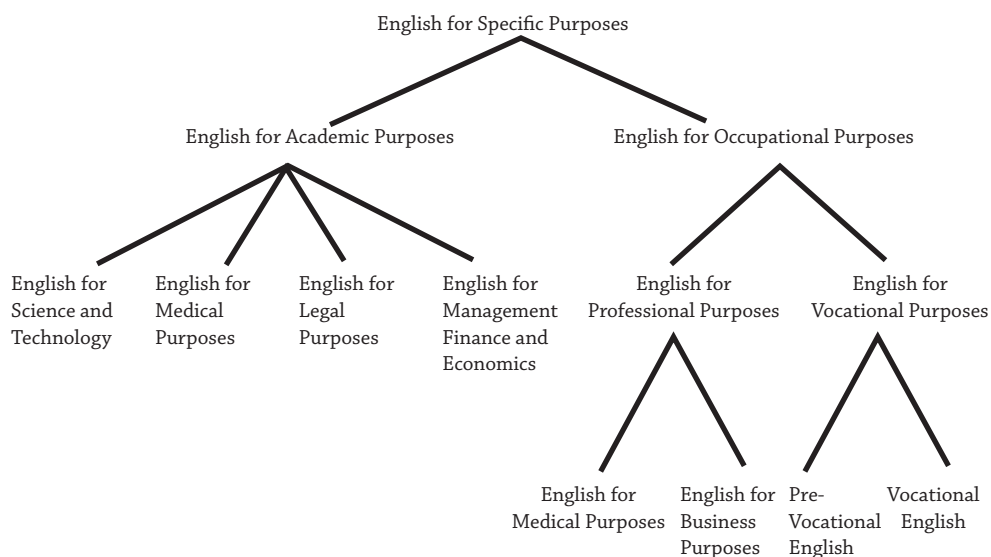 English for Specific Purposes
English for Academic Purposes
English for Occupational Purposes
English for
Science and
Technology
English for
Medical
Purposes
English for
Legal
Purposes
English for
Management
Finance and
Economics
English for
Professional Purposes
English for
Vocational Purposes
English for
Medical Purposes
English for
Business
Purposes
Pre-
Vocational
English
Vocational
English